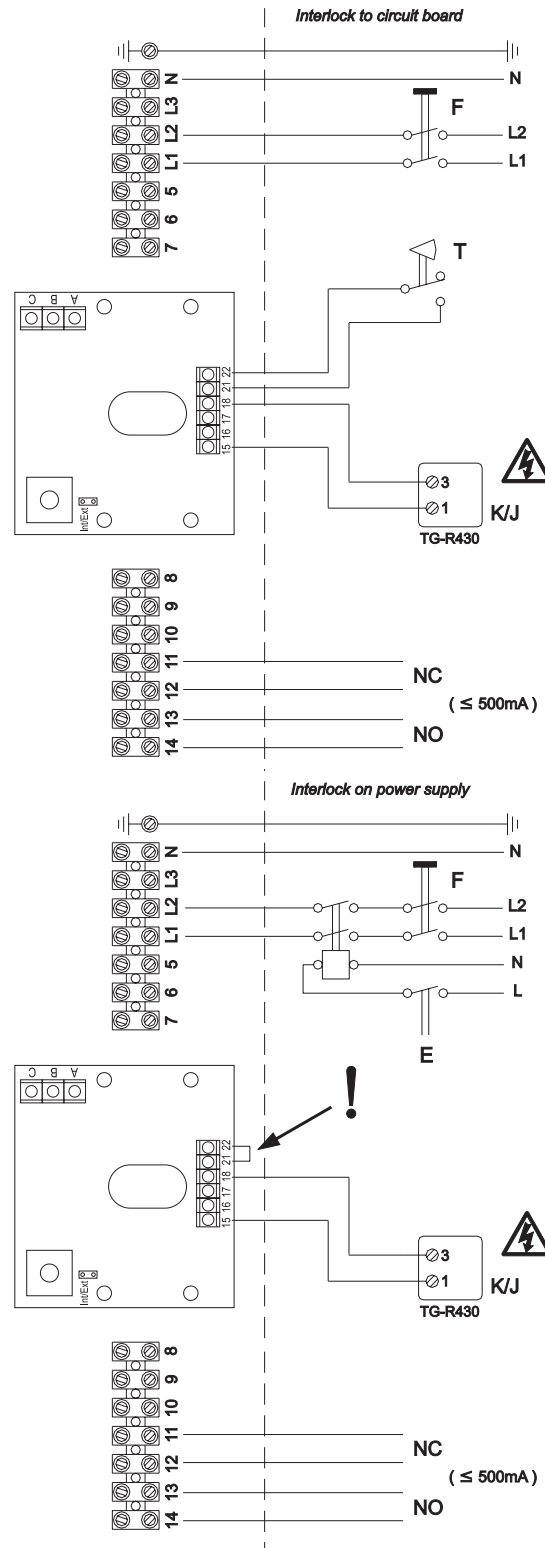 Interlock to circuit board
N N
L3 F
L2 L2
L1 L1
5
6
7
T
C B A
22
21
18
17
16
15
Int/Ext
3
1 K/J
TG-R430
8
9
10
11
NC
12
( ≤ 500mA )
13
NO
14
Interlock on power supply
N N
L3 F
L2 L2
L1 L1
5 N
6 L
7
E
C B A
!
22
21
18
17
16
15
Int/Ext
3
1 K/J
TG-R430
8
9
10
11
NC
12
( ≤ 500mA )
13
NO
14